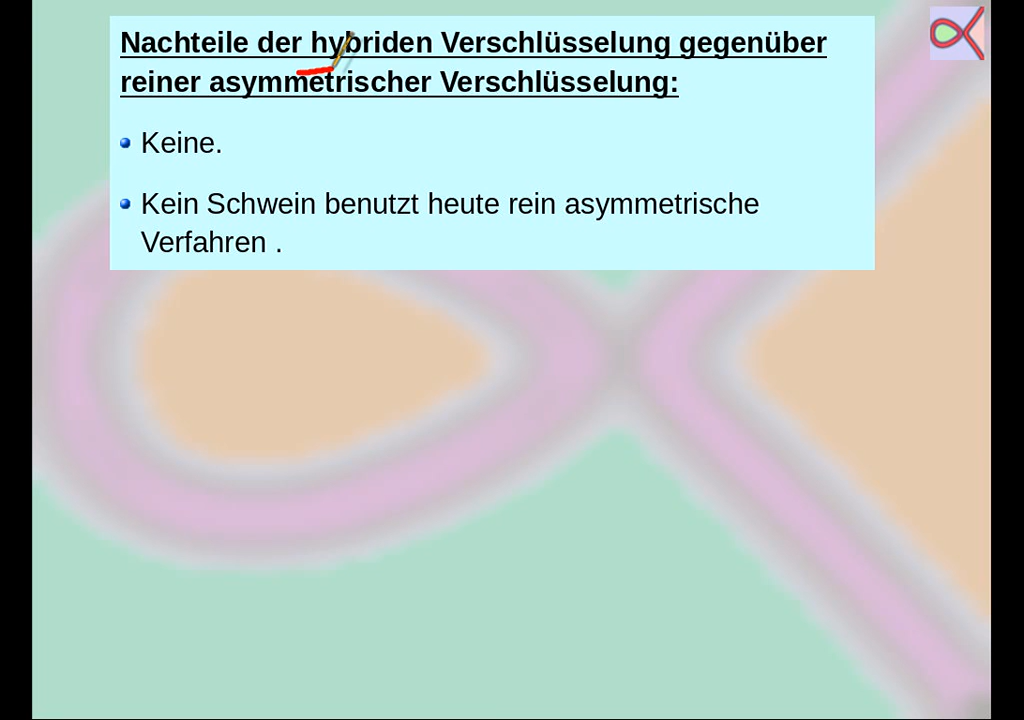 Nachteile der hybriden Verschlüsselung gegenüber
reiner asymmetrischer Verschlüsselung:
Keine.
Kein Schwein benutzt heute rein asymmetrische
Verfahren .